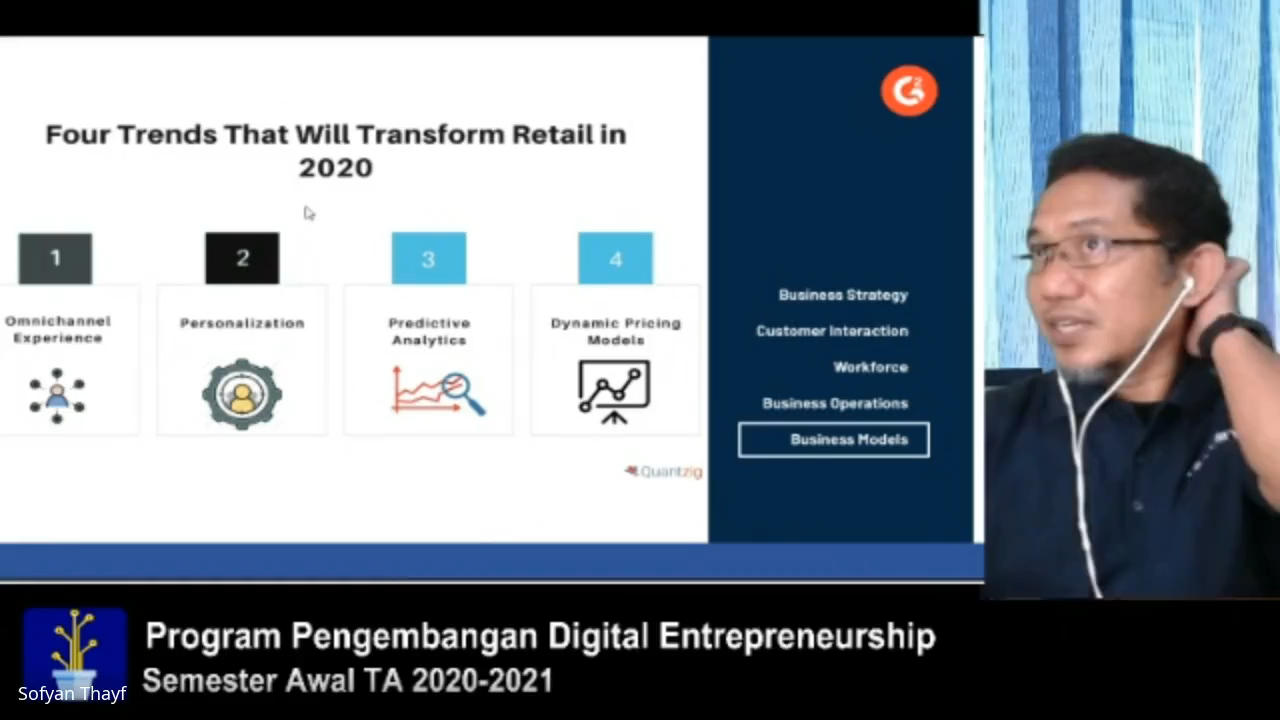 Four Trends That Will Transform Retail in
2020
1
2
3
4
Omnichannel
Experience
Personalization
Predictive
Analytics
Dynamic Pricing
Models
Quantzig
G2
Business Strategy
Customer Interaction
Workforce
Business Operations
Business Models
Program Pengembangan Digital Entrepreneurship
Semester Awal TA 2020-2021
Sofyan Thayf